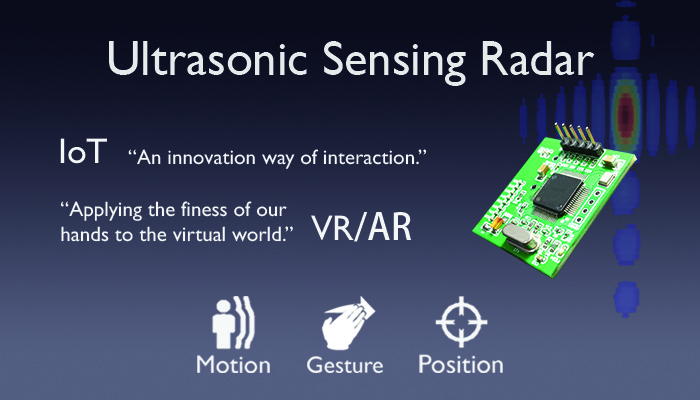 Ultrasonic Sensing Radar
IoT “An innovation way of interaction.”
“Applying the finess of our
hands to the virtual world.” VR/AR
Motion Gesture Position